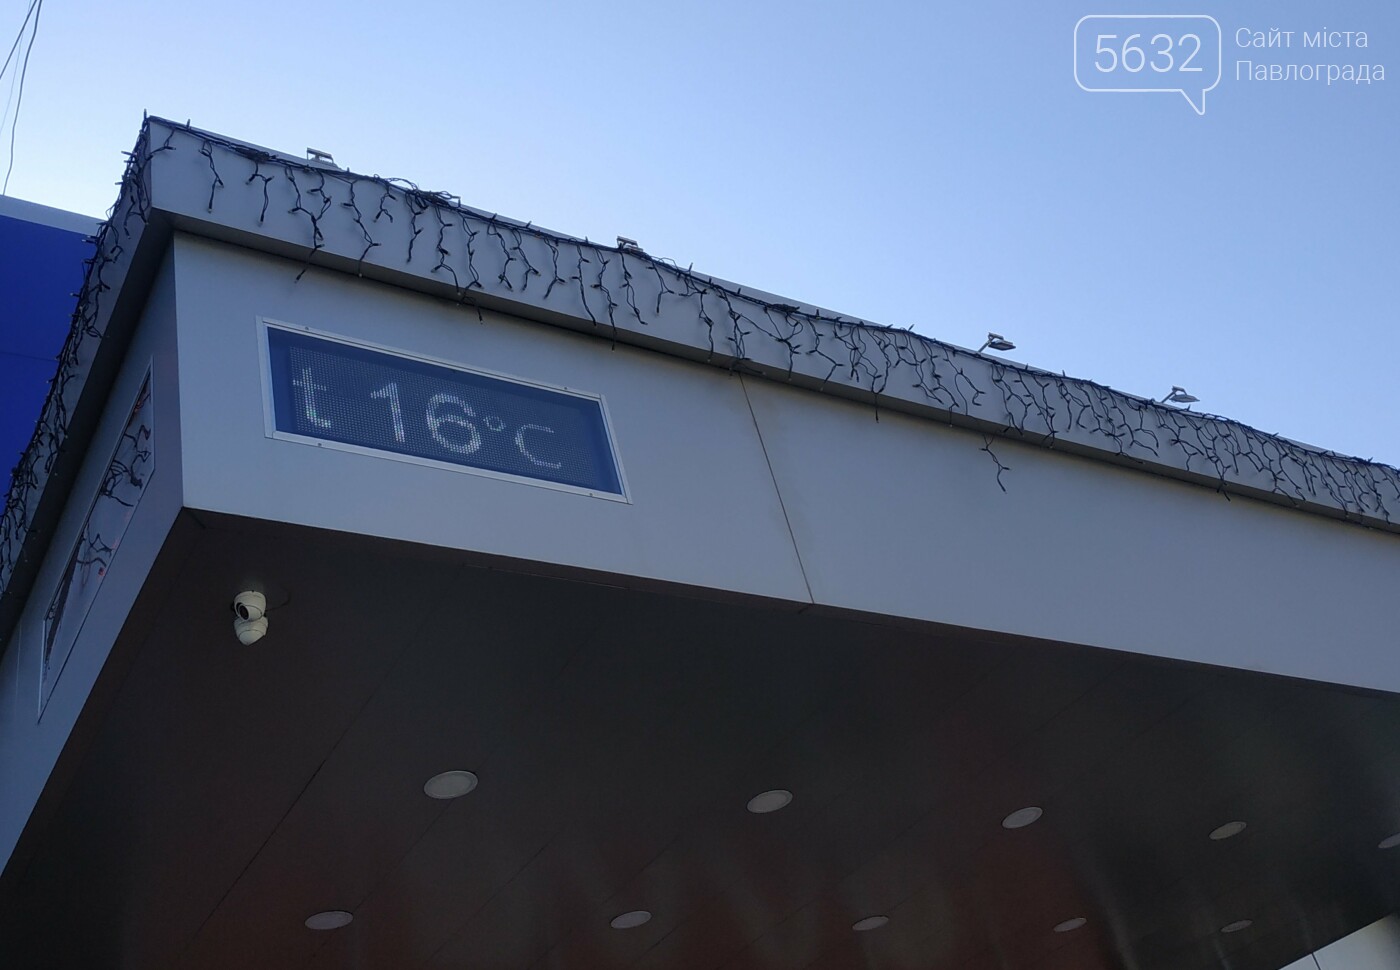 5632
Сайт міста
Павлограда
t 16°C